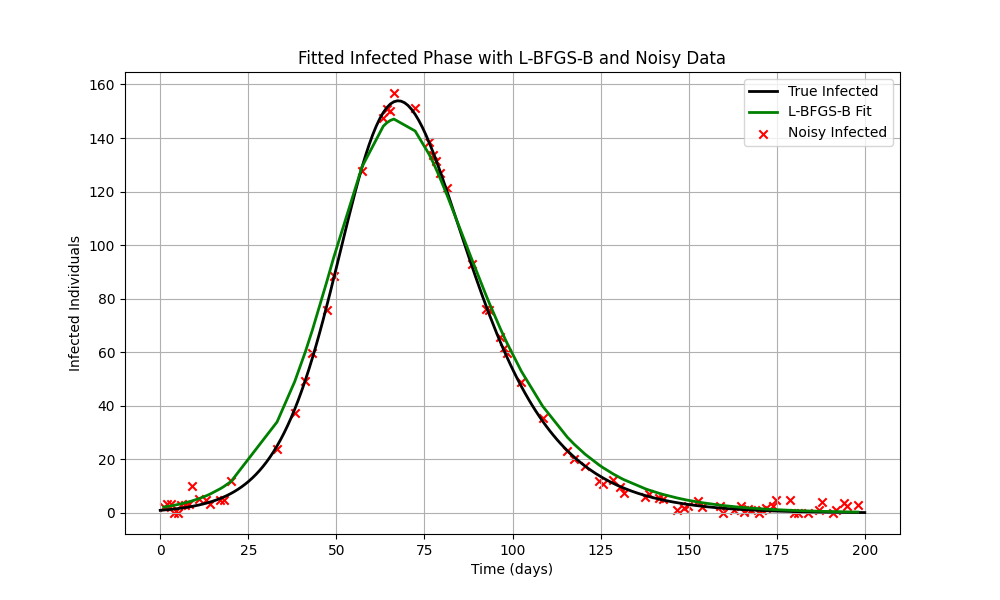 Fitted Infected Phase with L-BFGS-B and Noisy Data
True Infected
L-BFGS-B Fit
Noisy Infected
Infected Individuals
160
140
120
100
80
60
40
20
0
0 25 50 75 100 125 150 175 200
Time (days)